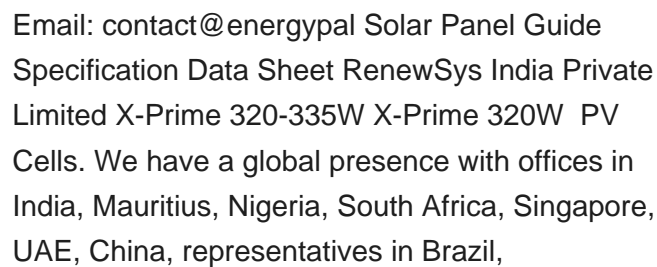 Email: contact@energypal Solar Panel Guide
Specification Data Sheet RenewSys India Private
Limited X-Prime 320-335W X-Prime 320W  PV
Cells. We have a global presence with offices in
India, Mauritius, Nigeria, South Africa, Singapore,
UAE, China, representatives in Brazil,